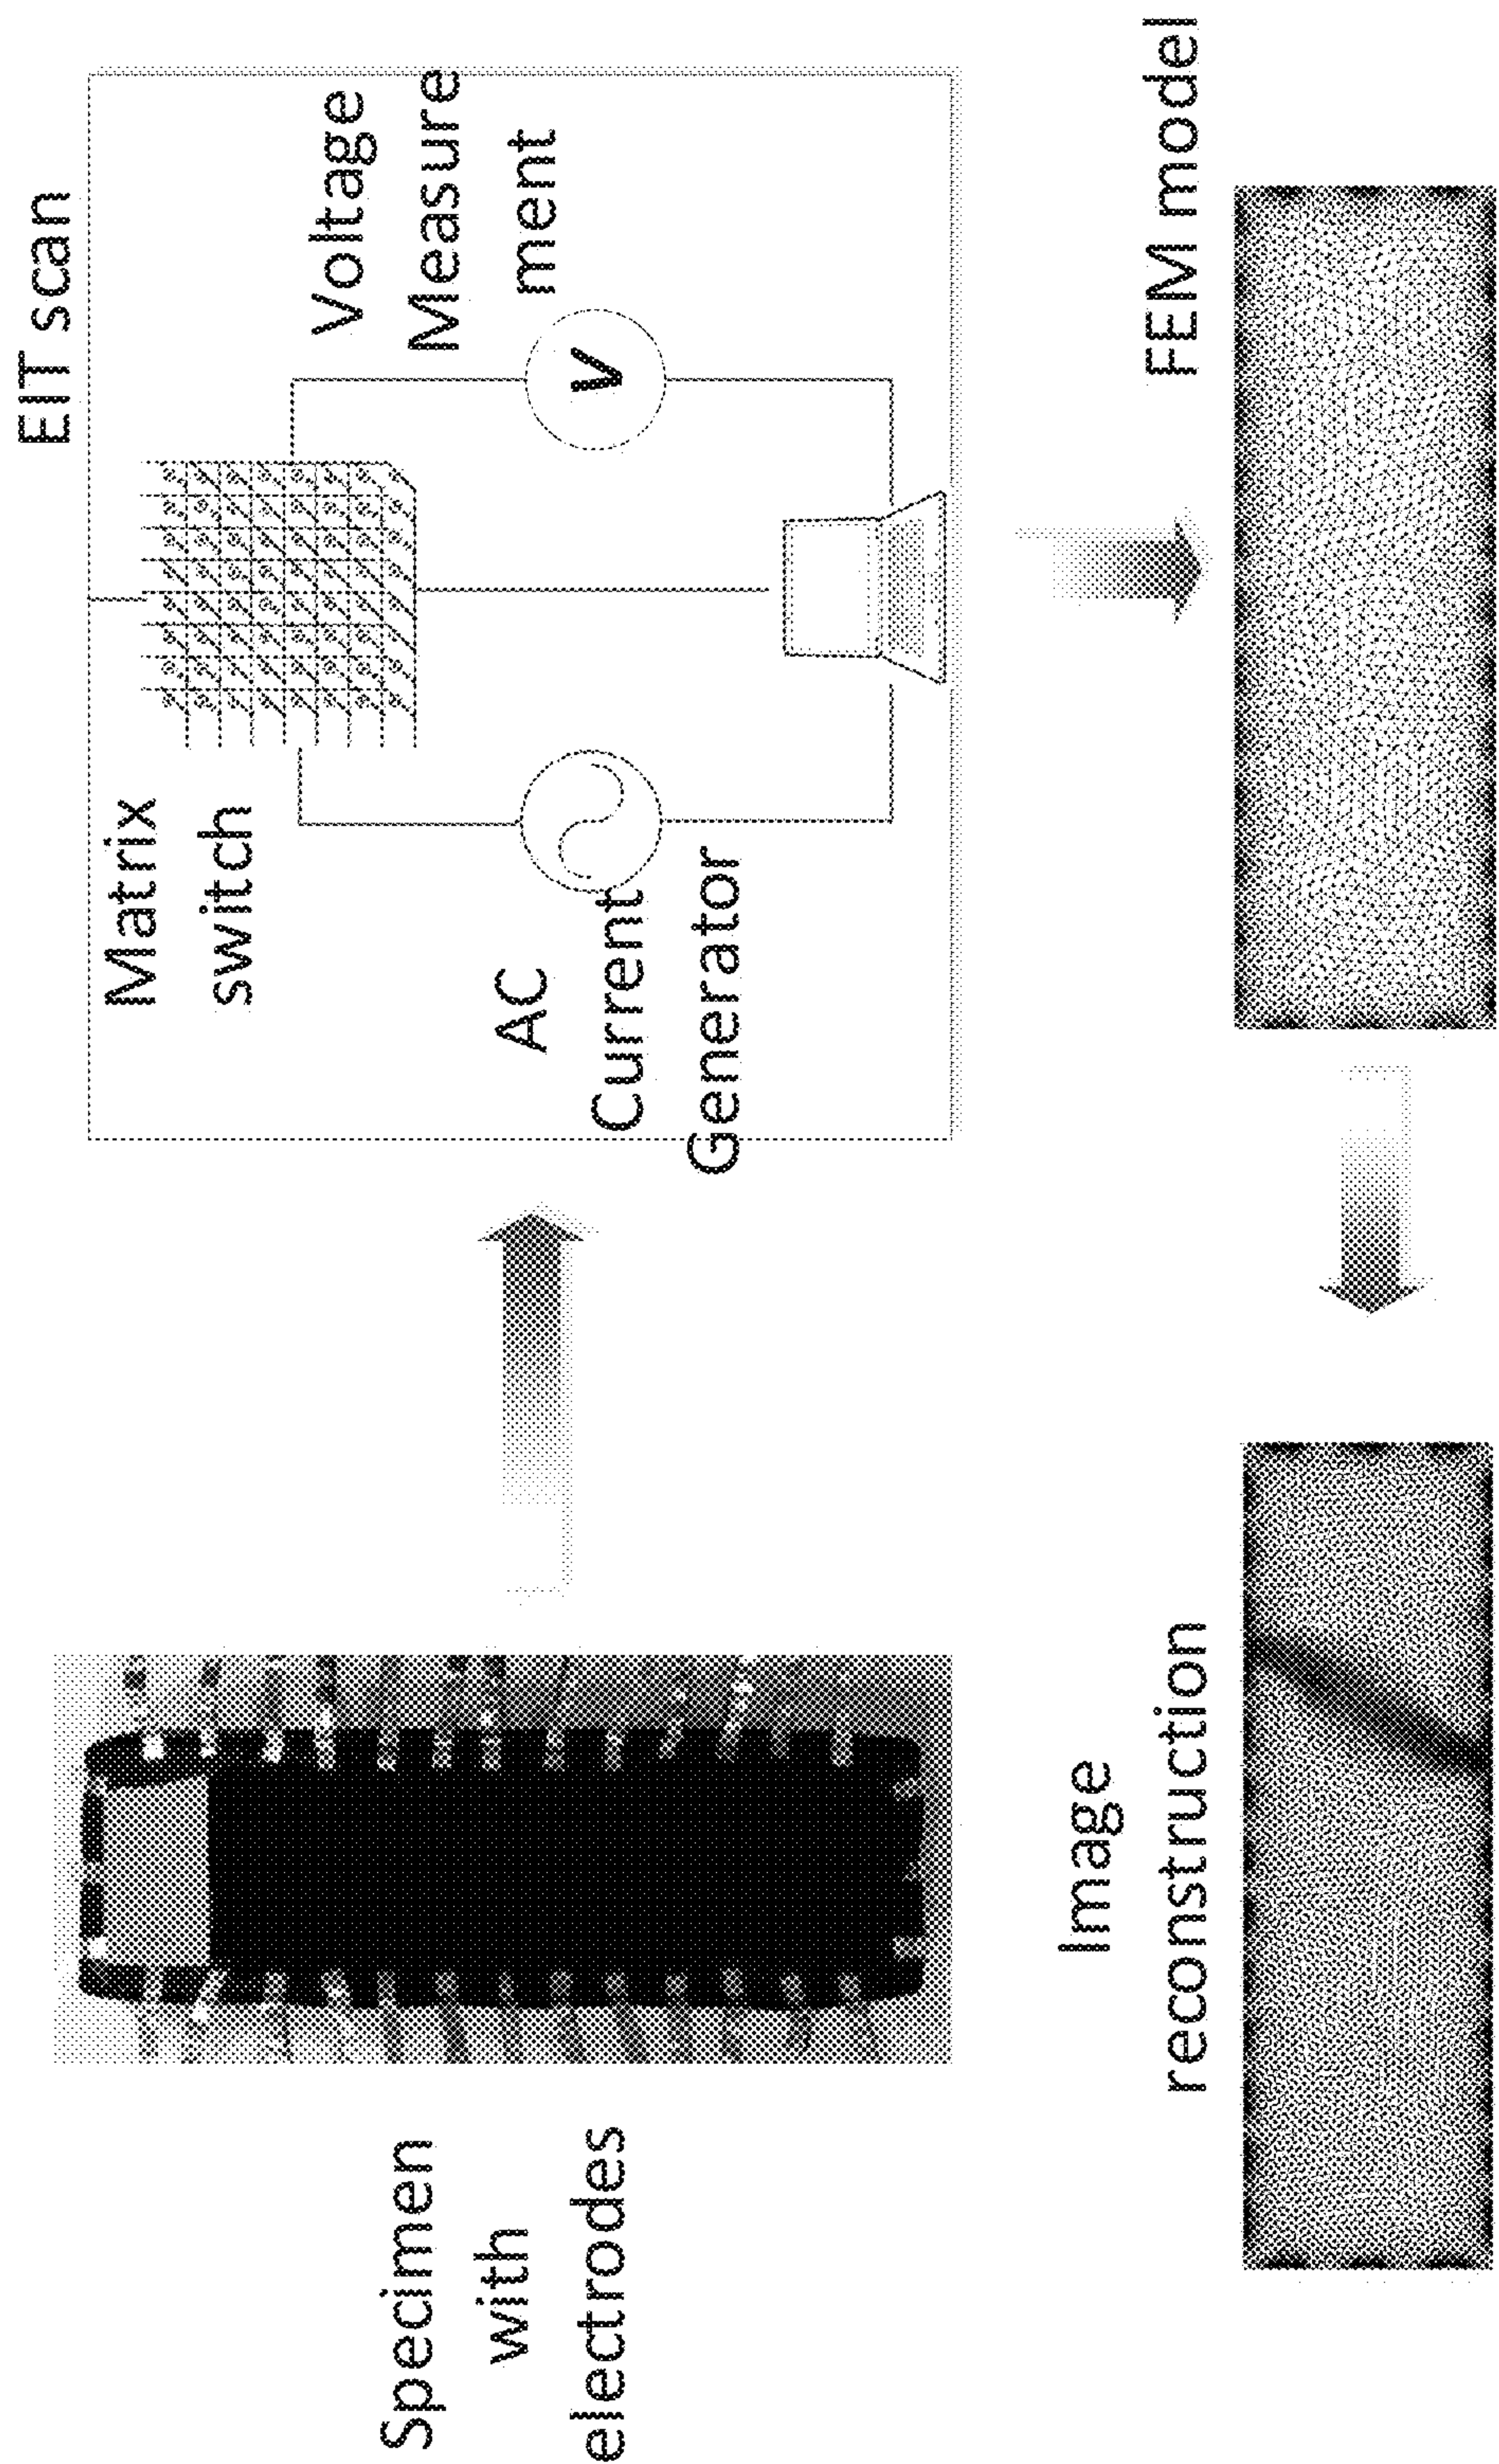 Specimen
with
electrodes
EIT scan
Matrix
switch
AC
Current
Generator
Voltage
Measure
ment
V
FEM model
Image
reconstruction